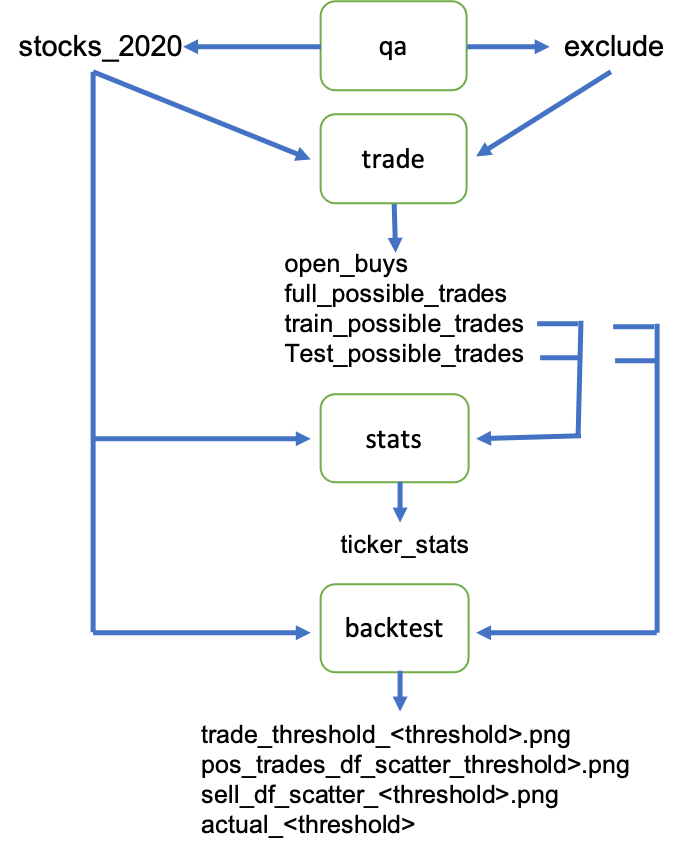 stocks_2020
qa
exclude
trade
open_buys
full_possible_trades
train_possible_trades
Test_possible_trades
stats
ticker_stats
backtest
trade_threshold_<threshold>.png
pos_trades_df_scatter_threshold>.png
sell_df_scatter_<threshold>.png
actual_<threshold>